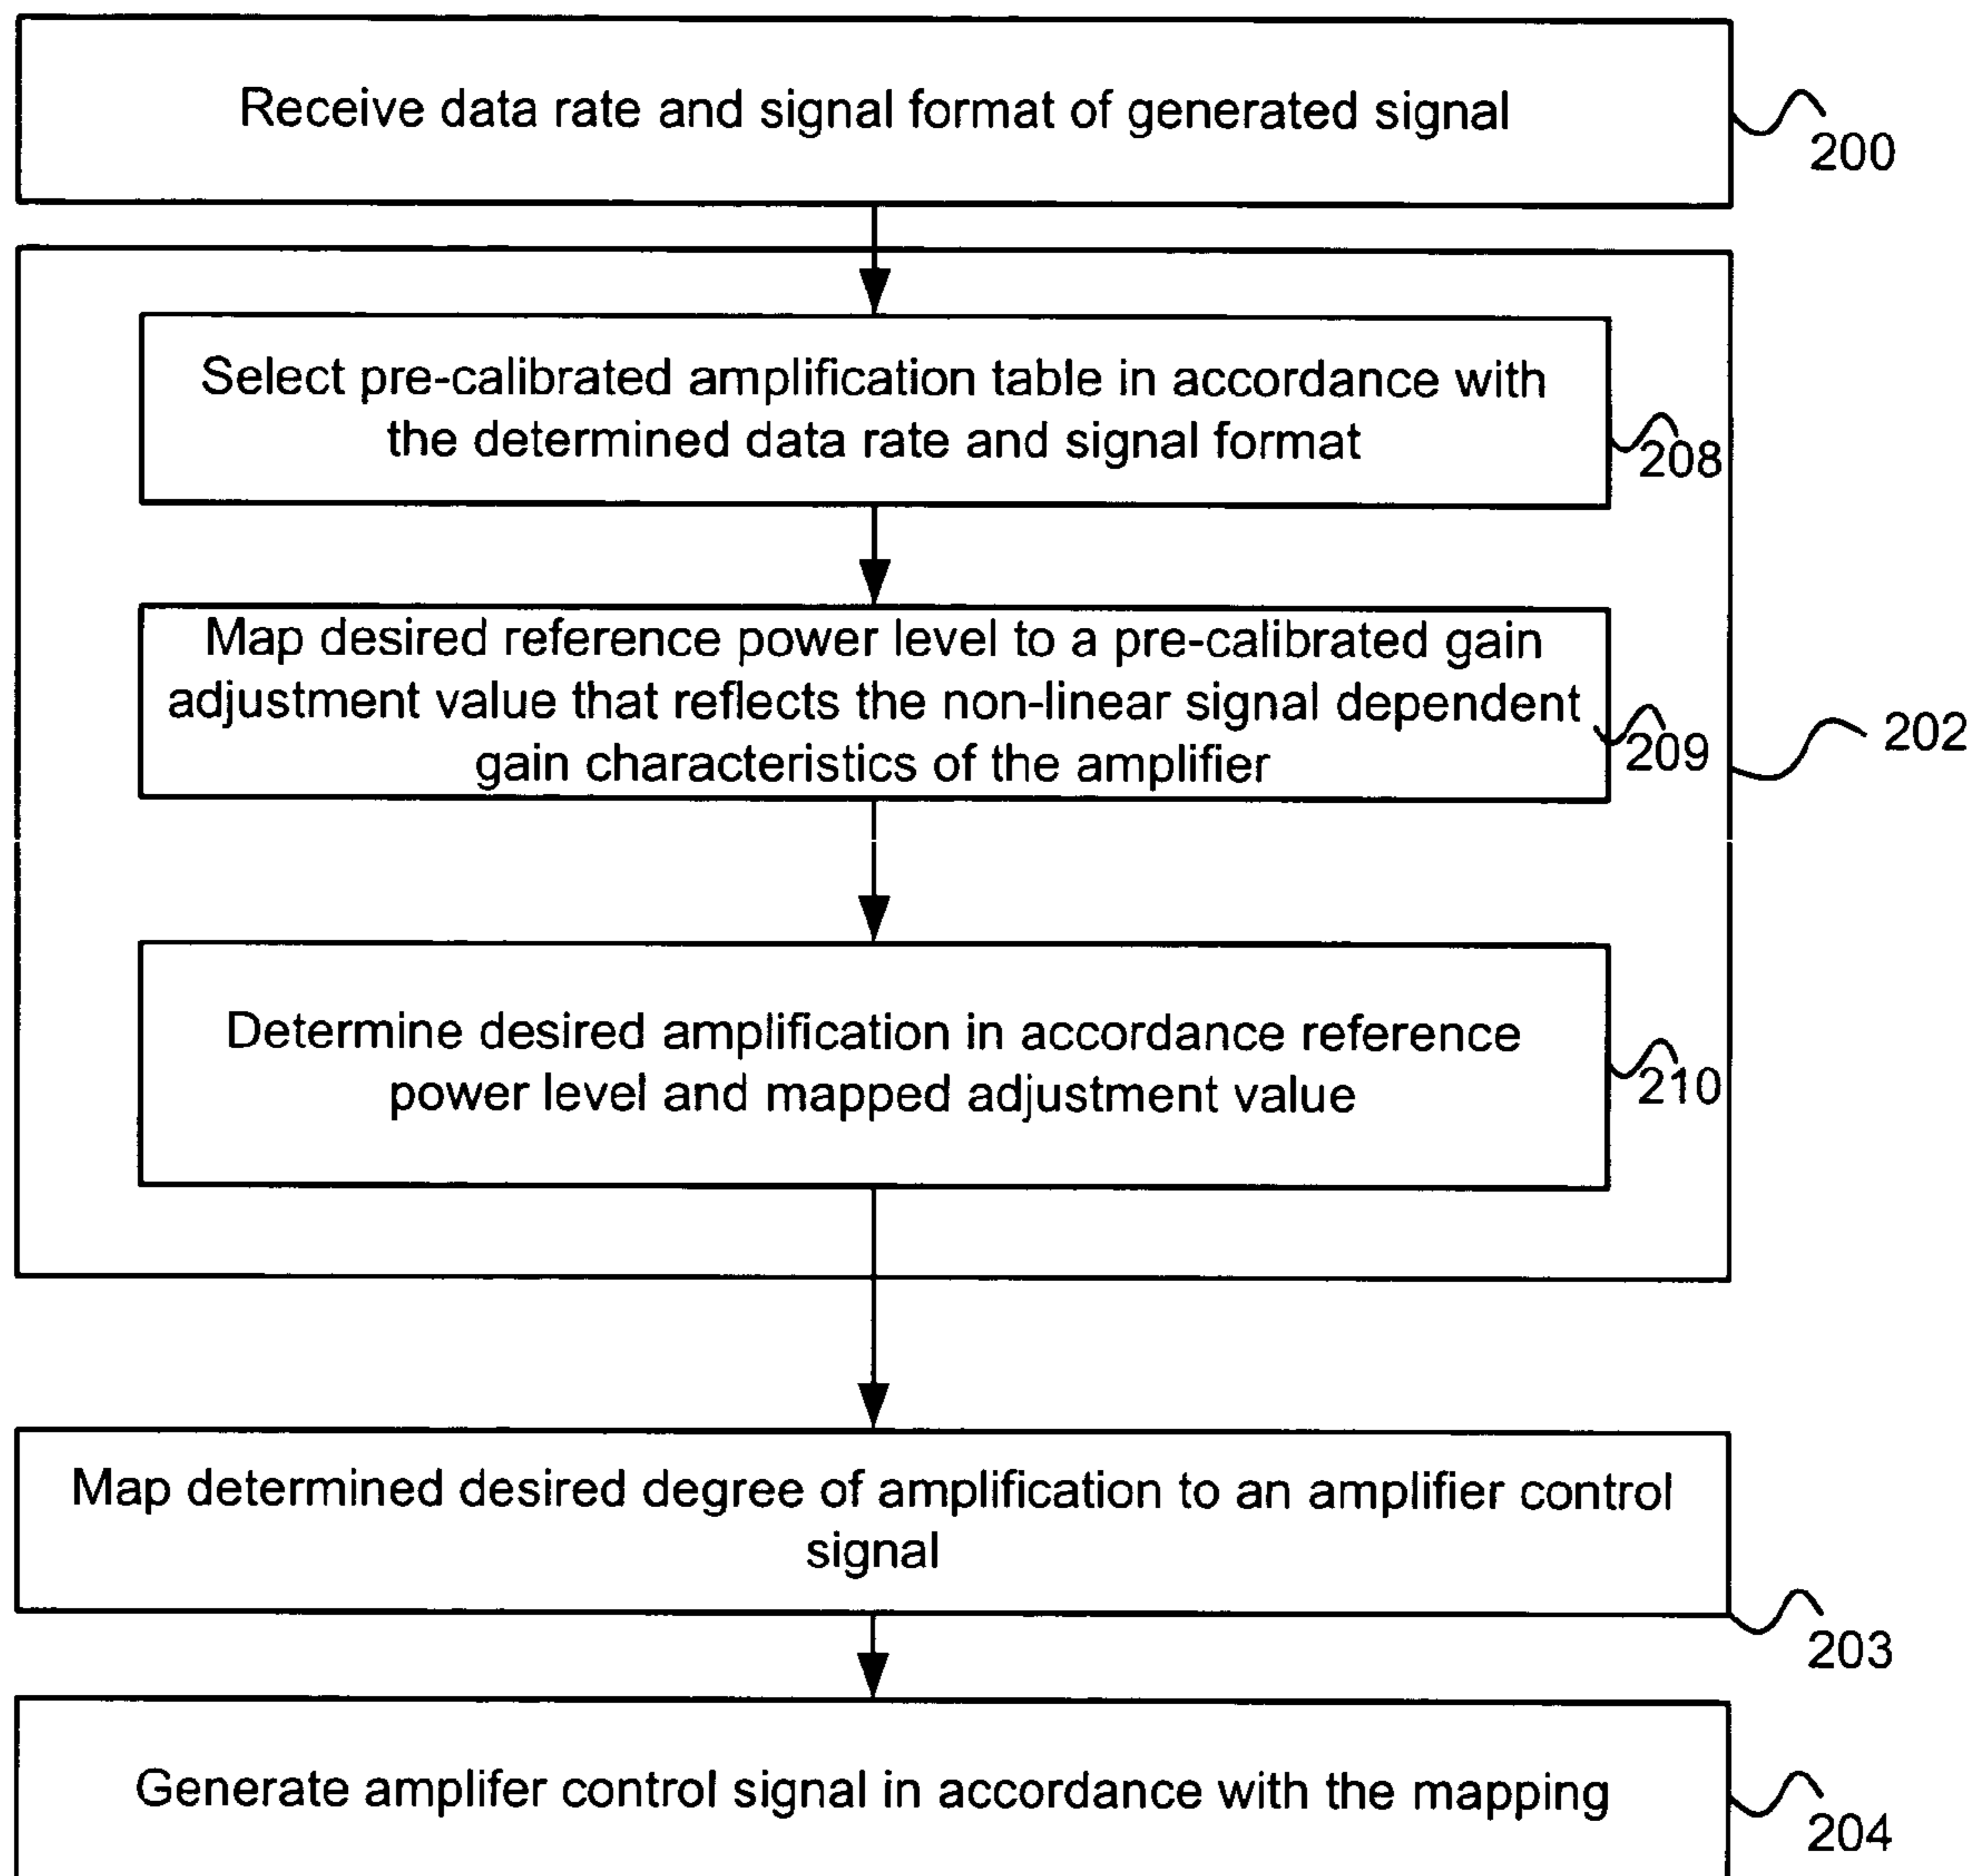 Receive data rate and signal format of generated signal
200
Select pre-calibrated amplification table in accordance with
the determined data rate and signal format
208
Map desired reference power level to a pre-calibrated gain
adjustment value that reflects the non-linear signal dependent
gain characteristics of the amplifier
209
202
Determine desired amplification in accordance reference
power level and mapped adjustment value
210
Map determined desired degree of amplification to an amplifier control
signal
203
Generate amplifer control signal in accordance with the mapping
204